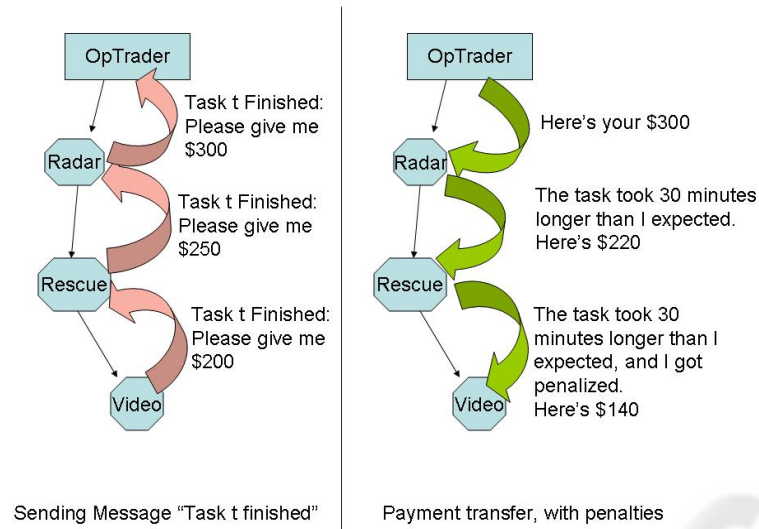 OpTrader
Task t Finished:
Please give me
$300
Radar
Task t Finished:
Please give me
$250
Rescue
Task t Finished:
Please give me
$200
Video
Sending Message “Task t finished”
OpTrader
Here’s your $300
Radar
The task took 30 minutes
longer than I expected.
Here’s $220
Rescue
The task took 30
minutes longer than I
expected, and I got
penalized.
Here’s $140
Video
Payment transfer, with penalties